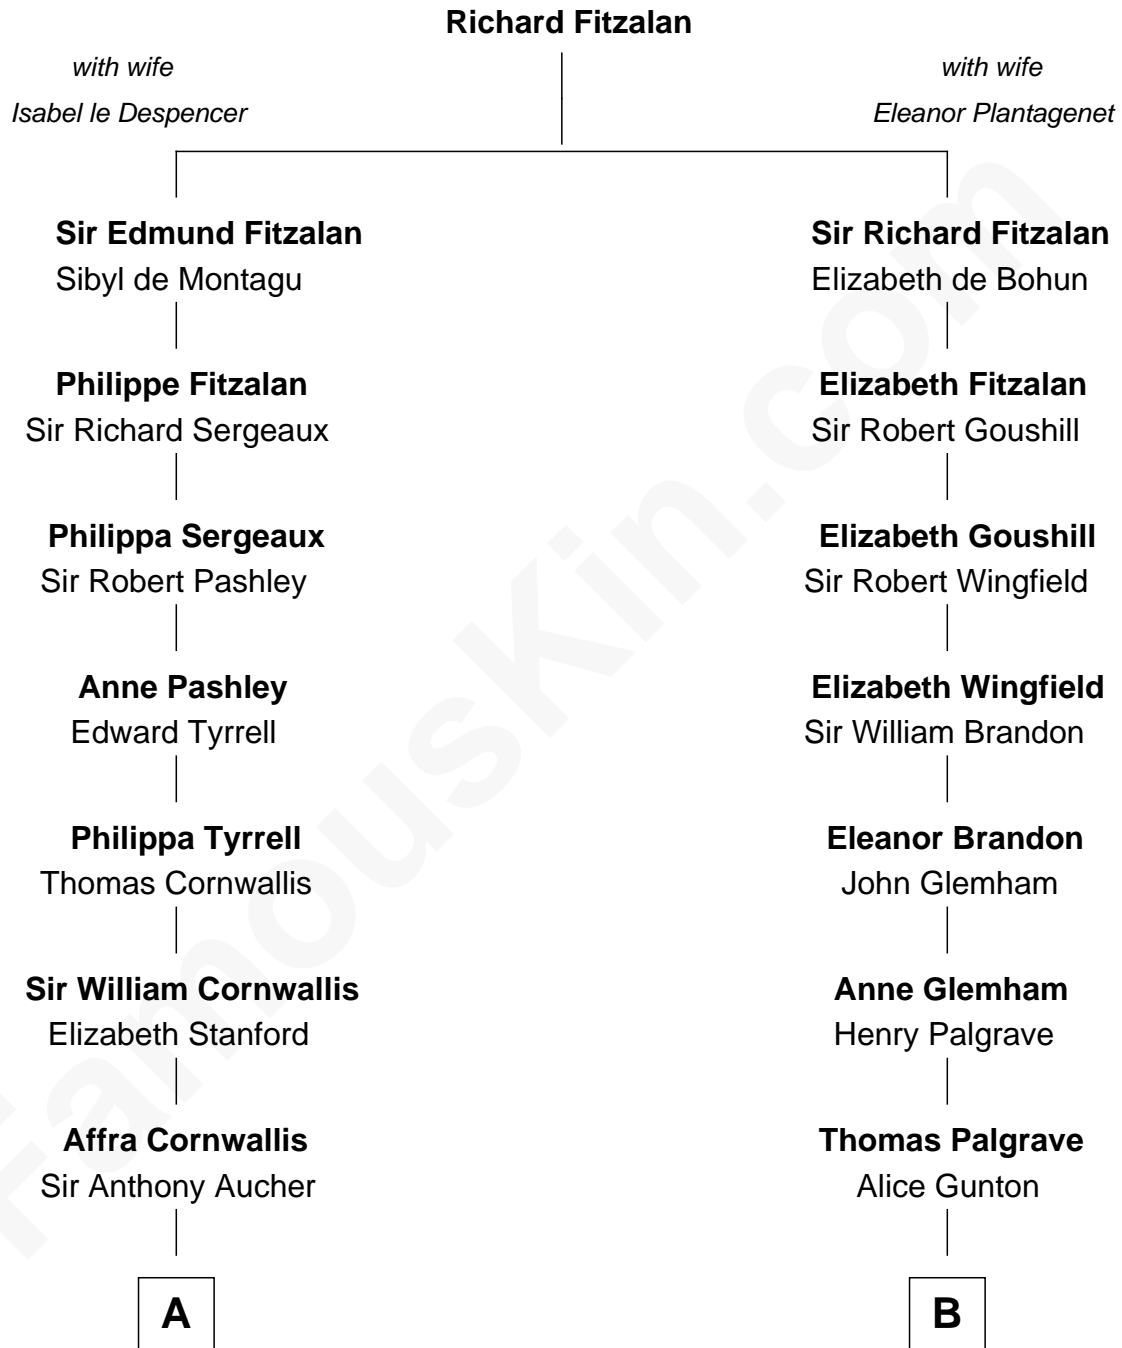 Richard Fitzalan
with wife
Isabel le Despencer
with wife
Eleanor Plantagenet
Sir Edmund Fitzalan
Sibyl de Montagu
Sir Richard Fitzalan
Elizabeth de Bohun
Philippe Fitzalan
Sir Richard Sergeaux
Elizabeth Fitzalan
Sir Robert Goushill
Philippa Sergeaux
Sir Robert Pashley
Elizabeth Goushill
Sir Robert Wingfield
Anne Pashley
Edward Tyrrell
Elizabeth Wingfield
Sir William Brandon
Philippa Tyrrell
Thomas Cornwallis
Eleanor Brandon
John Glemham
Sir William Cornwallis
Elizabeth Stanford
Anne Glemham
Henry Palgrave
Affra Cornwallis
Sir Anthony Aucher
Thomas Palgrave
Alice Gunton
A
B
FamousKin.com